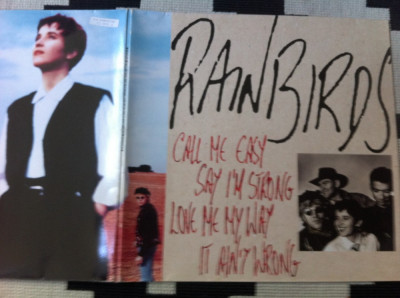 RAINBIRDS
CALL ME EASY
SAY I'M STRONG
LOVE ME MY WAY
IT AIN'T WRONG